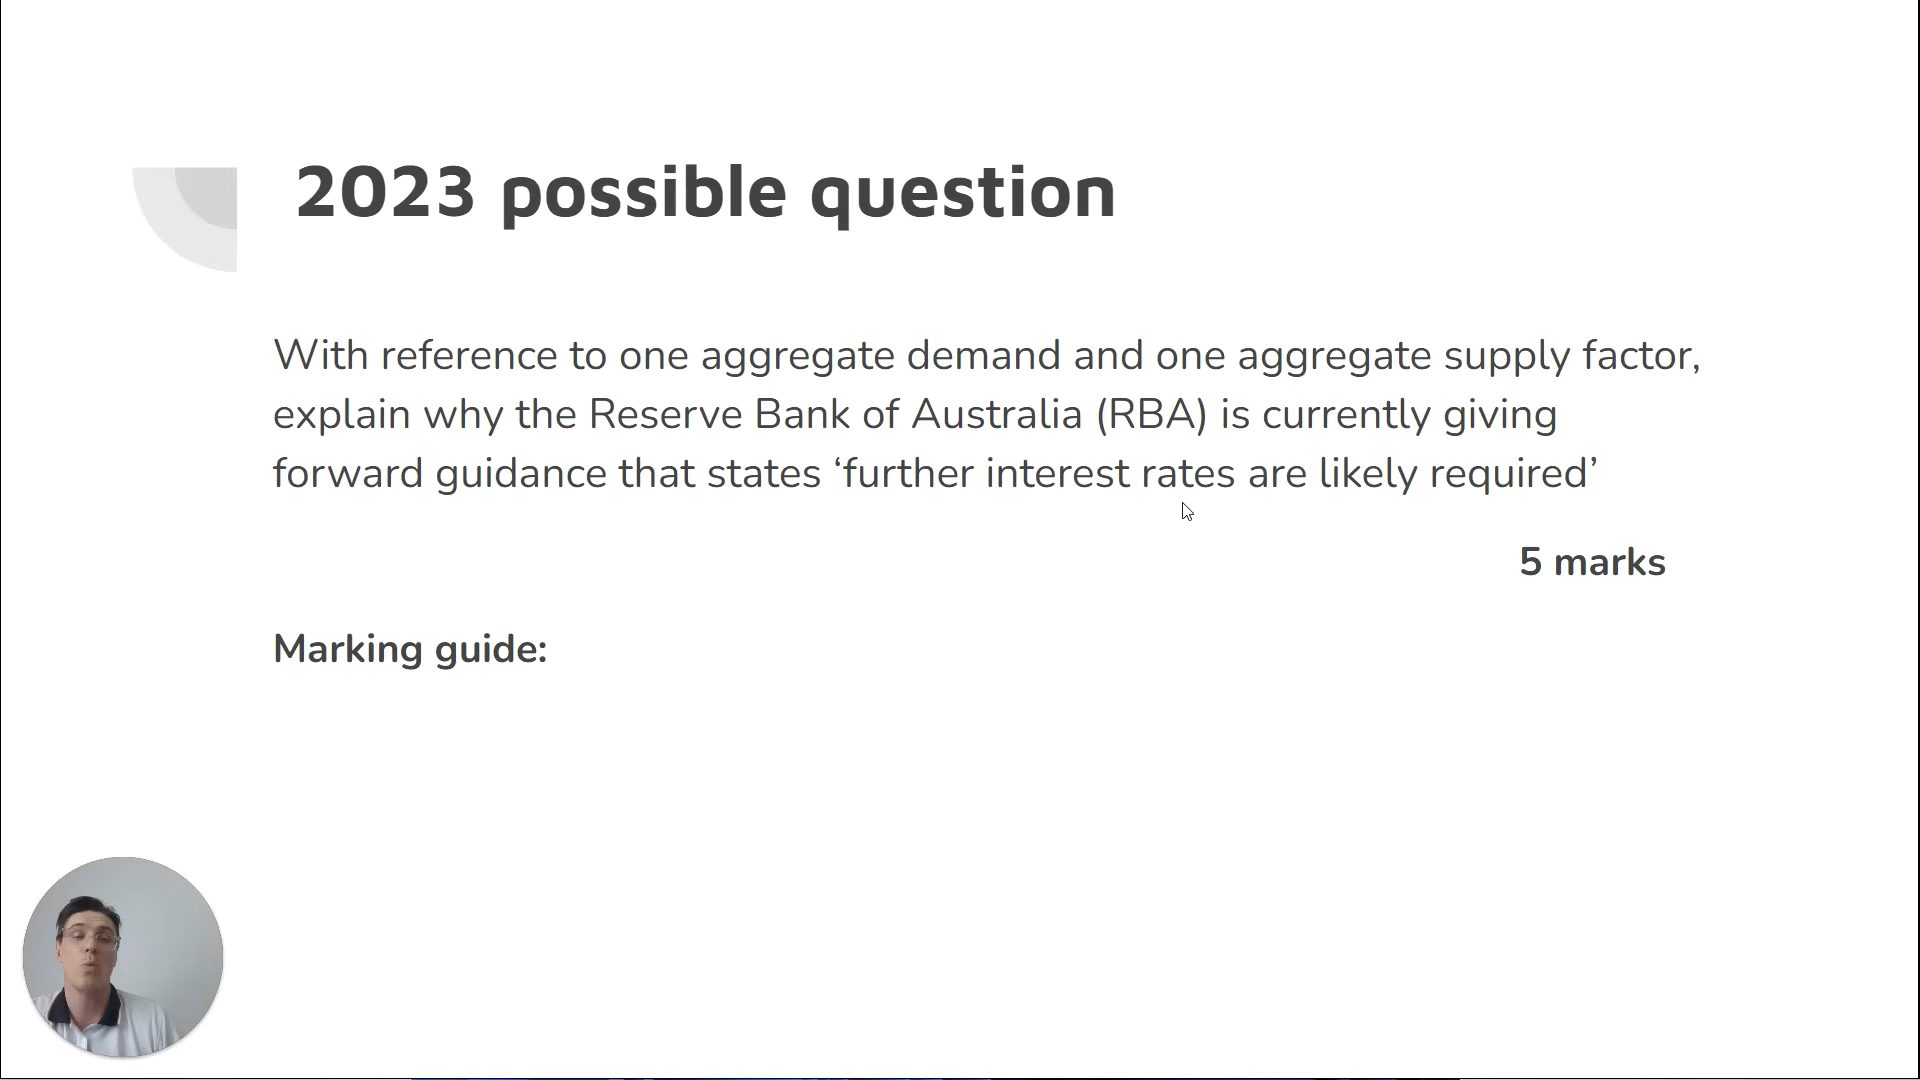 2023 possible question
With reference to one aggregate demand and one aggregate supply factor,
explain why the Reserve Bank of Australia (RBA) is currently giving
forward guidance that states ‘further interest rates are likely required’
5 marks
Marking guide: